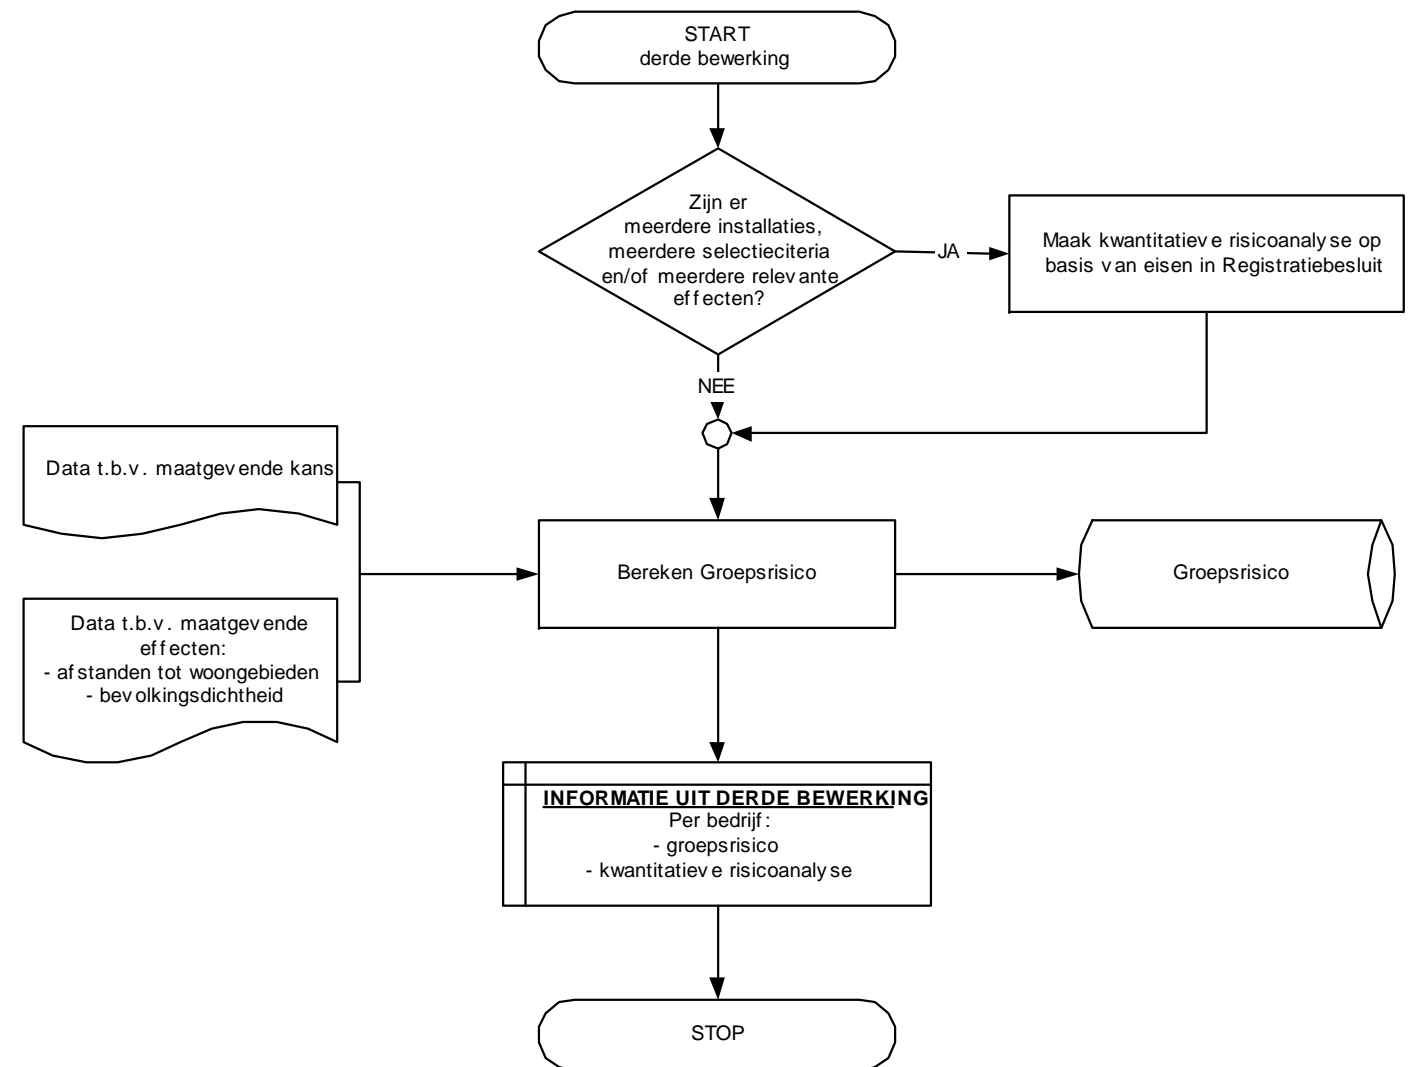 START
derde bewerking
Zijn er
meerdere installaties,
meerdere selectieciteria
en/of meerdere relevante
effecten?
JA
Maak kwantitatieve risicoanalyse op
basis van eisen in Registratiebesluit
NEE
Data t.b.v. maatgevende kans
Data t.b.v. maatgevende
effecten:
- afstanden tot woongebieden
- bevolkingsdichtheid
Bereken Groepsrisico
Groepsrisico
INFORMATIE UIT DERDE BEWERKING
Per bedrijf:
- groepsrisico
- kwantitatieve risicoanalyse
STOP